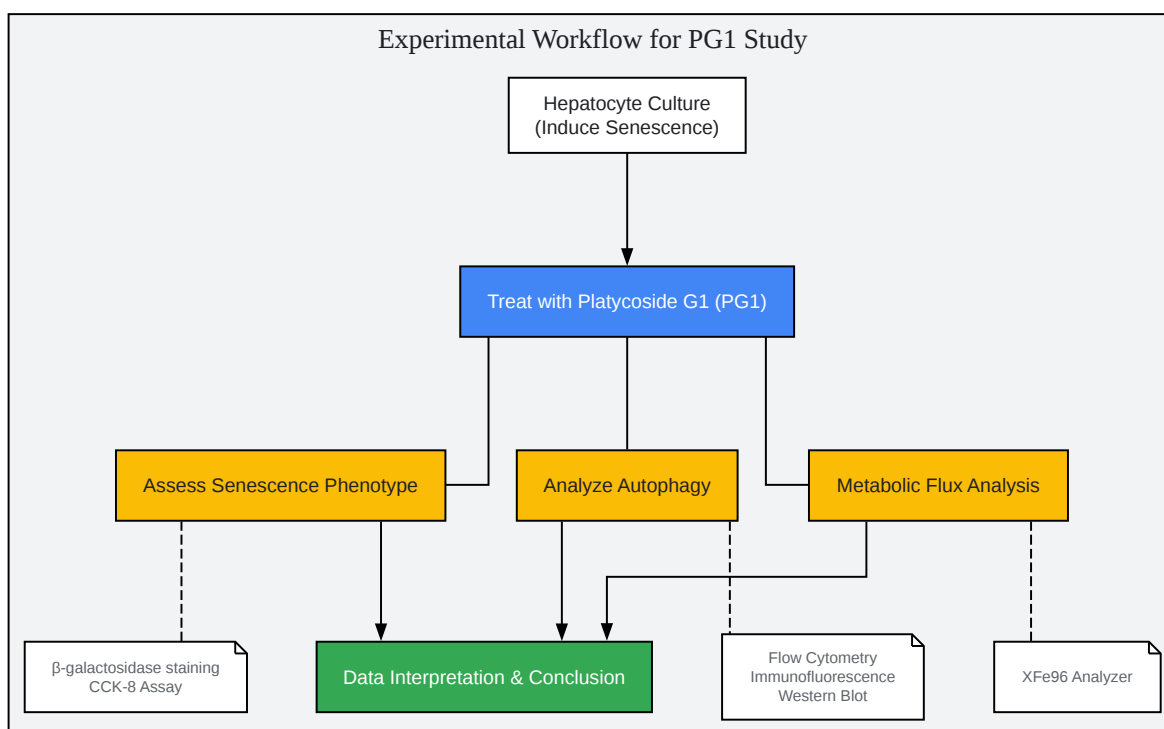 Experimental Workflow for PG1 Study
Hepatocyte Culture
(Induce Senescence)
Treat with Platycoside G1 (PG1)
Assess Senescence Phenotype
Analyze Autophagy
Metabolic Flux Analysis
β-galactosidase staining
CCK-8 Assay
Data Interpretation & Conclusion
Flow Cytometry
Immunofluorescence
Western Blot
XFe96 Analyzer